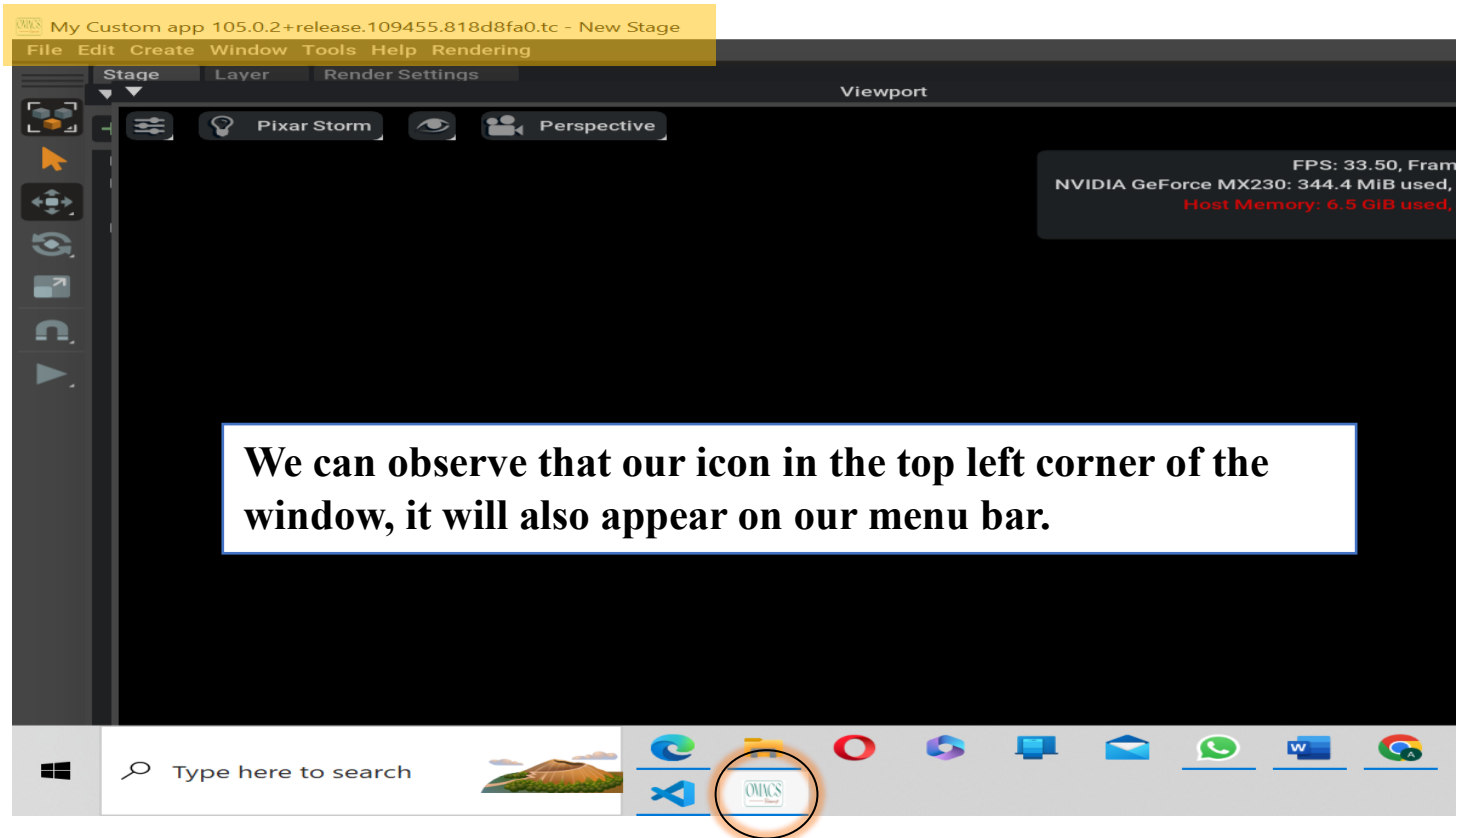 My Custom app 105.0.2+release.109455.818d8fa0.tc - New Stage
File Edit Create Window Tools Help Rendering
Stage Layer Render Settings
Viewport
Pixar Storm Perspective
FPS: 33.50, Fram
NVIDIA GeForce MX230: 344.4 MiB used,
Host Memory: 6.5 GiB used,
We can observe that our icon in the top left corner of the
window, it will also appear on our menu bar.
Type here to search
W
A
OMACS